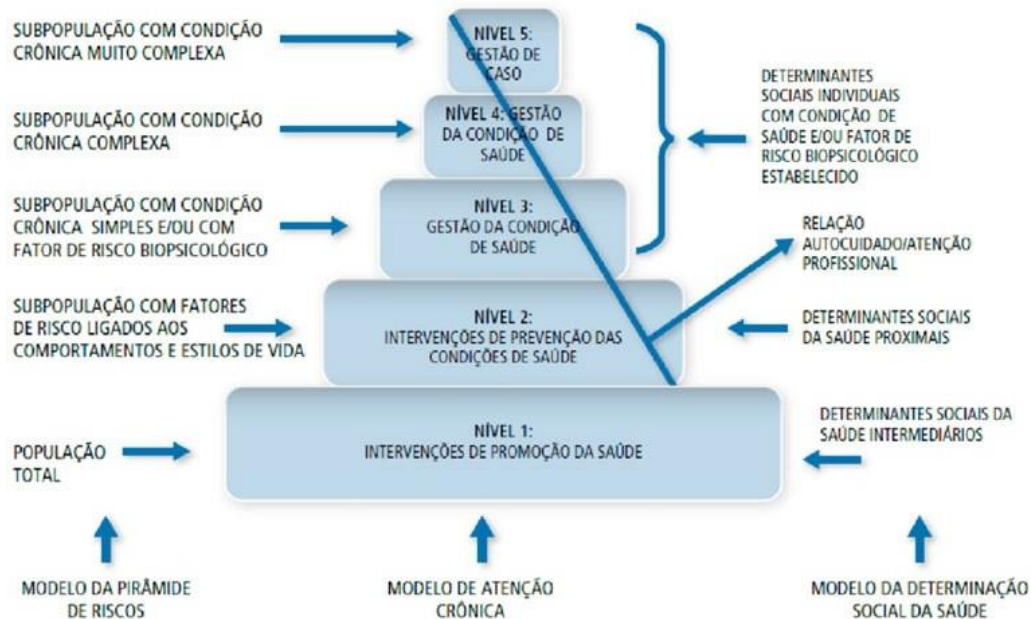 SUBPOPULAÇÃO COM CONDIÇÃO
CRÔNICA MUITO COMPLEXA
SUBPOPULAÇÃO COM CONDIÇÃO
CRÔNICA COMPLEXA
SUBPOPULAÇÃO COM CONDIÇÃO
CRÔNICA SIMPLES E/OU COM
FATOR DE RISCO BIOPSICOLÓGICO
SUBPOPULAÇÃO COM FATORES
DE RISCO LIGADOS AOS
COMPORTAMENTOS E ESTILOS DE VIDA
POPULAÇÃO
TOTAL
MODELO DA PIRÂMIDE
DE RISCOS
NÍVEL 5:
GESTÃO DE
CASO
NÍVEL 4: GESTÃO
DA CONDIÇÃO DE
SAÚDE
NÍVEL 3:
GESTÃO DA CONDIÇÃO
DE SAÚDE
NÍVEL 2:
INTERVENÇÕES DE PREVENÇÃO DAS
CONDIÇÕES DE SAÚDE
NÍVEL 1:
INTERVENÇÕES DE PROMOÇÃO DA SAÚDE
MODELO DE ATENÇÃO
CRÔNICA
DETERMINANTES
SOCIAIS INDIVIDUAIS
COM CONDIÇÃO DE
SAÚDE E/OU FATOR DE
RISCO BIOPSICOLÓGICO
ESTABELECIDO
RELAÇÃO
AUTOCUIDADO/ATENÇÃO
PROFISSIONAL
DETERMINANTES SOCIAIS
DA SAÚDE PROXIMAIS
DETERMINANTES SOCIAIS DA
SAÚDE INTERMEDIÁRIOS
MODELO DA DETERMINAÇÃO
SOCIAL DA SAÚDE